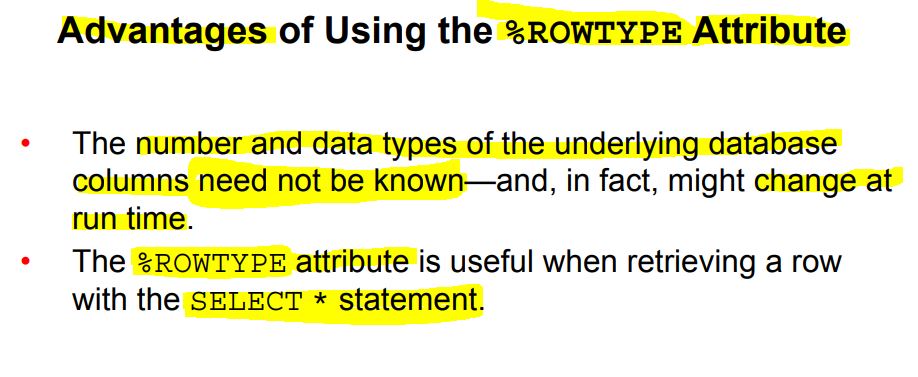 Advantages of Using the %ROWTYPE Attribute
• The number and data types of the underlying database
columns need not be known—and, in fact, might change at
run time.
• The %ROWTYPE attribute is useful when retrieving a row
with the SELECT * statement.